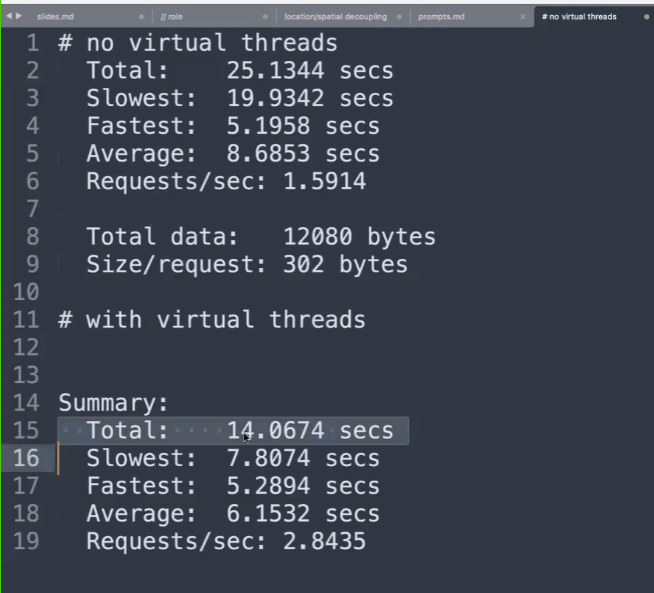 slides.md
// role
location/spatial decoupling
prompts.md
# no virtual threads
1 # no virtual threads
2 Total: 25.1344 secs
3 Slowest: 19.9342 secs
4 Fastest: 5.1958 secs
5 Average: 8.6853 secs
6 Requests/sec: 1.5914
7
8 Total data: 12080 bytes
9 Size/request: 302 bytes
10
11 # with virtual threads
12
13
14 Summary:
15 Total: 14.0674 secs
16 Slowest: 7.8074 secs
17 Fastest: 5.2894 secs
18 Average: 6.1532 secs
19 Requests/sec: 2.8435